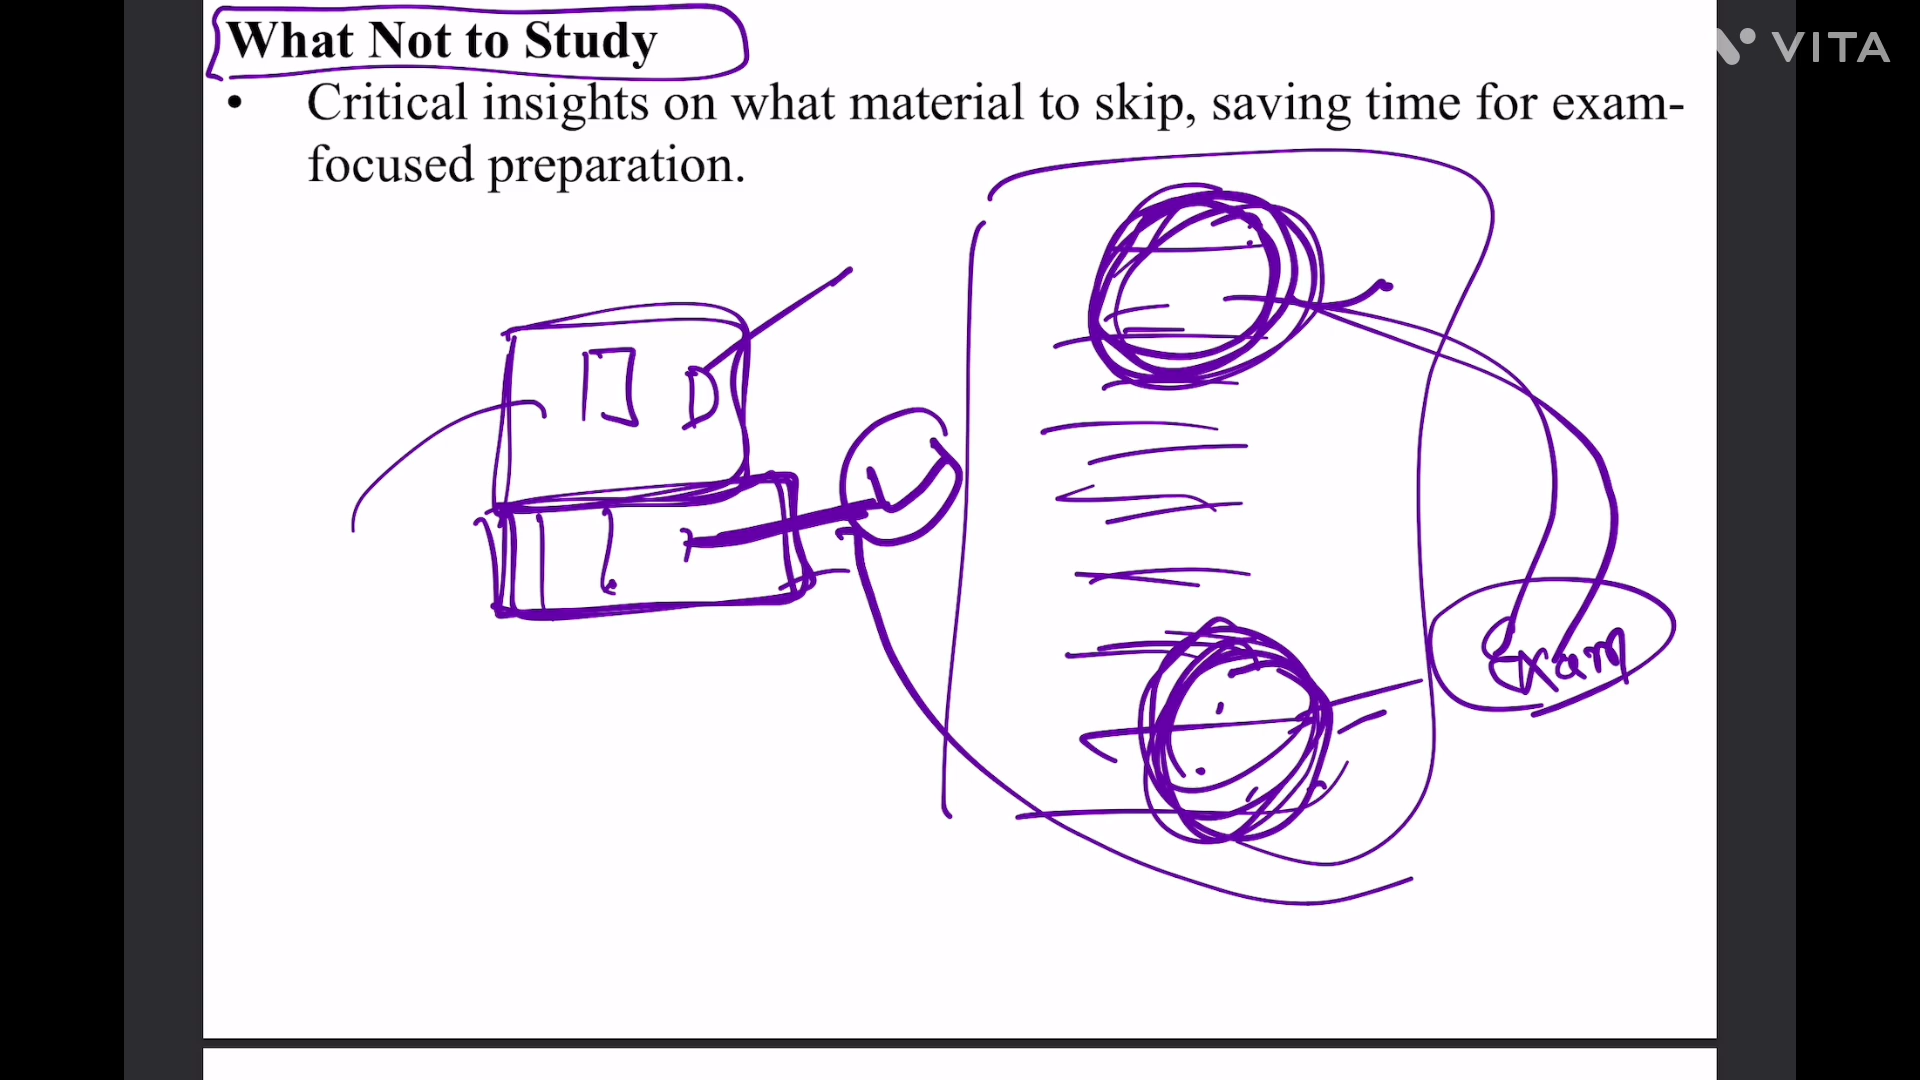 What Not to Study
VITA
• Critical insights on what material to skip, saving time for exam-
focused preparation.
Exam